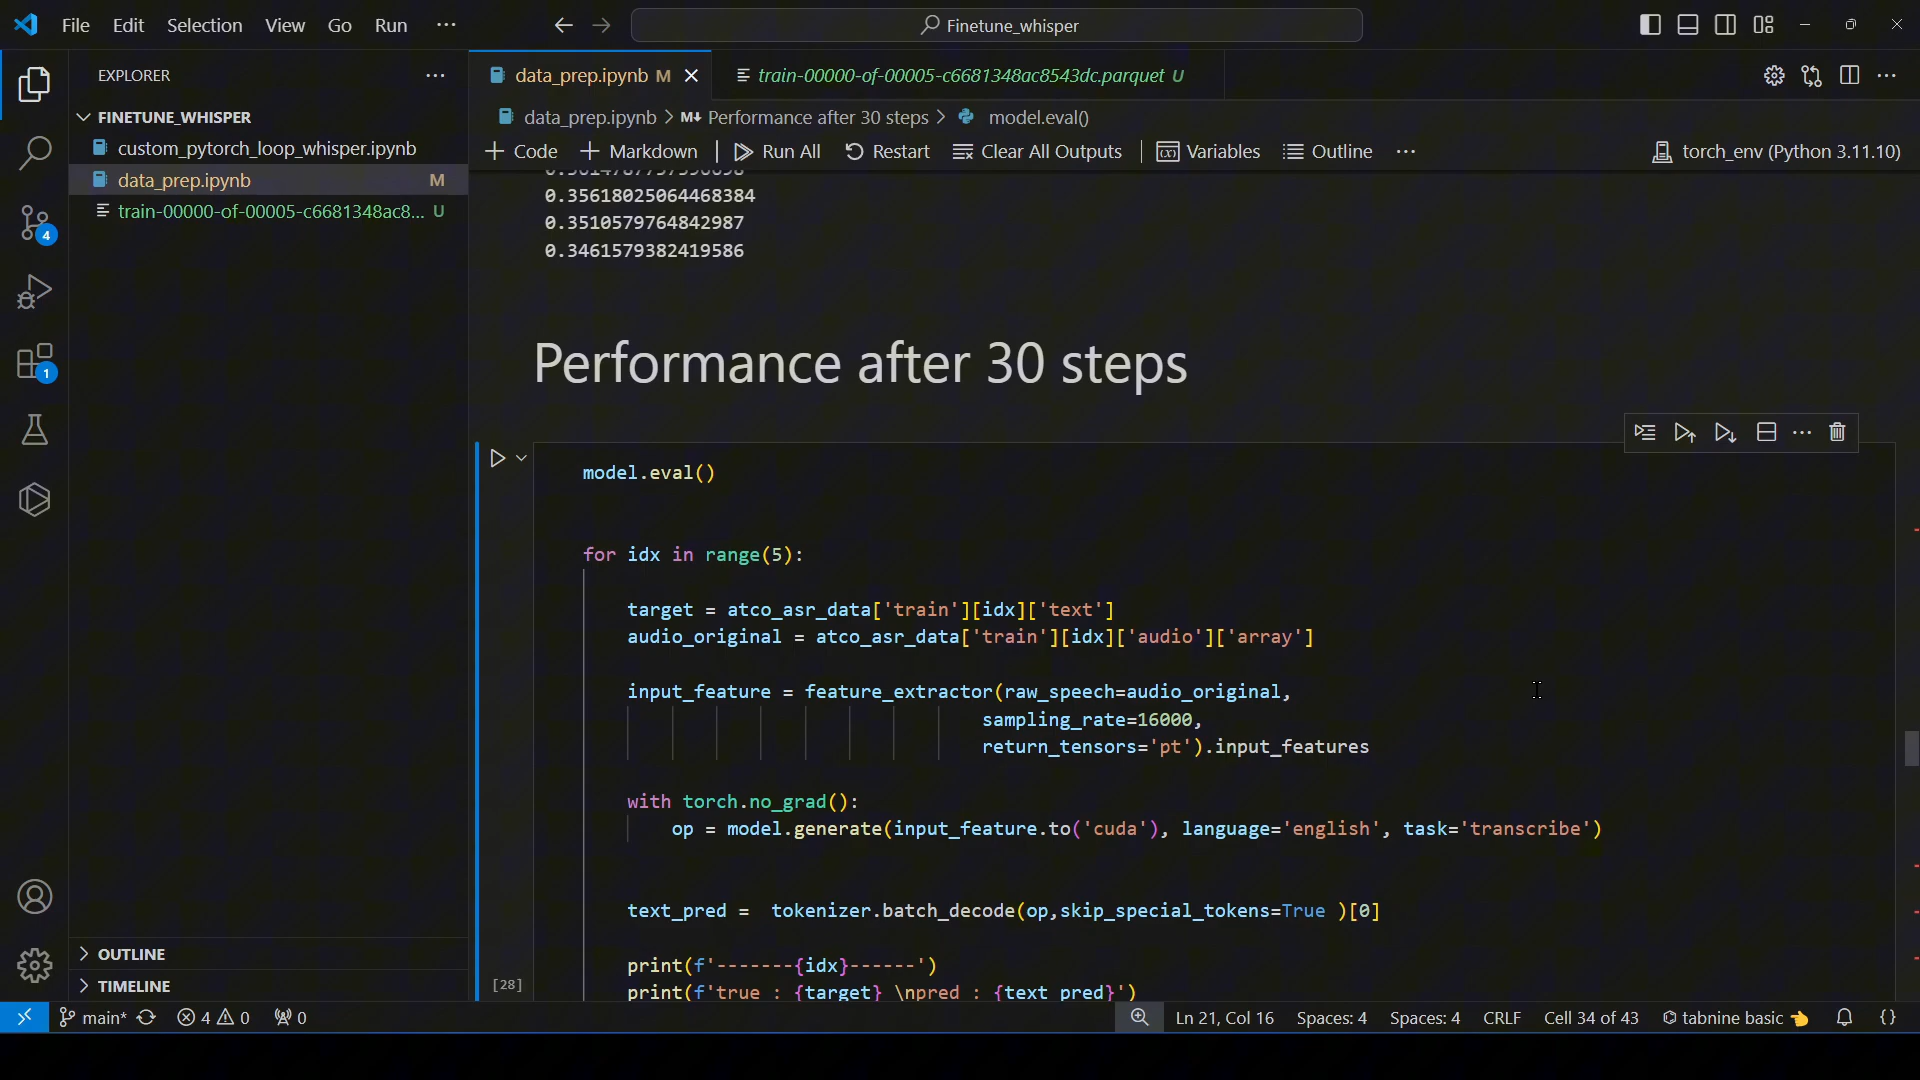 File Edit Selection View Go Run ···
Finetune_whisper
EXPLORER ···
FINETUNE_WHISPER
custom_pytorch_loop_whisper.ipynb
data_prep.ipynb M
train-00000-of-00005-c6681348ac8... U
4
1
OUTLINE
TIMELINE
data_prep.ipynb M
train-00000-of-00005-c6681348ac8543dc.parquet U
data_prep.ipynb > M↓ Performance after 30 steps > model.eval()
+ Code + Markdown Run All Restart Clear All Outputs Variables Outline ··· torch_env (Python 3.11.10)
0.35618025064468384
0.3510579764842987
0.3461579382419586
Performance after 30 steps
model.eval()
for idx in range(5):
target = atco_asr_data['train'][idx]['text']
audio_original = atco_asr_data['train'][idx]['audio']['array']
input_feature = feature_extractor(raw_speech=audio_original,
sampling_rate=16000,
return_tensors='pt').input_features
with torch.no_grad():
op = model.generate(input_feature.to('cuda'), language='english', task='transcribe')
text_pred =  tokenizer.batch_decode(op,skip_special_tokens=True )[0]
print(f'-------{idx}------')
[28]
print(f'true : {target} \npred : {text_pred}')
main* 4 0 0 Ln 21, Col 16 Spaces: 4 Spaces: 4 CRLF Cell 34 of 43 tabnine basic {}